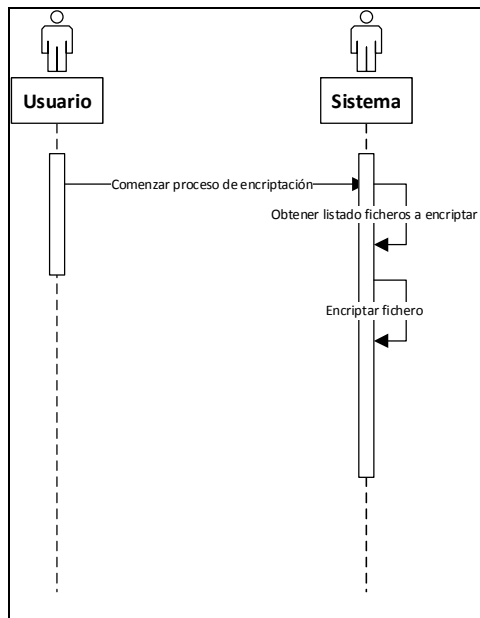 Usuario
Sistema
Comenzar proceso de encriptación
Obtener listado ficheros a encriptar
Encriptar fichero